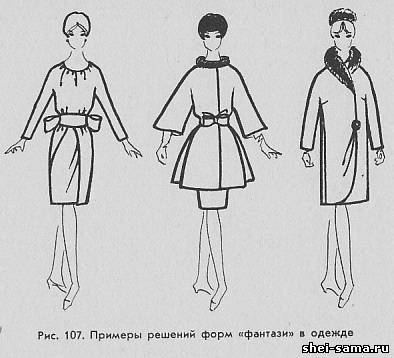 Рис. 107. Примеры решений форм «фантази» в одежде
shei-sama.ru